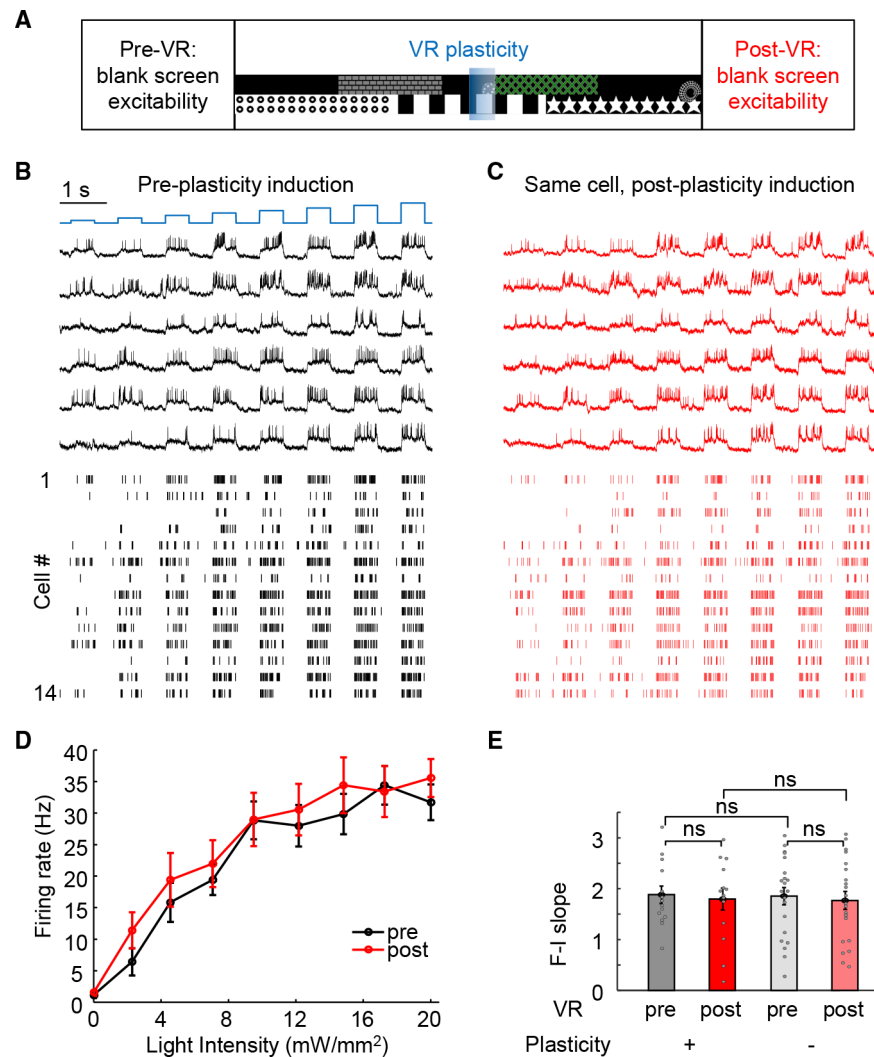 A
Pre-VR:
blank screen
excitability
VR plasticity
Post-VR:
blank screen
excitability
B
Pre-plasticity induction
1 s
C
Same cell, post-plasticity induction
1
Cell #
14
D
40
35
30
25
20
15
10
5
0
Firing rate (Hz)
pre
post
0 4 8 12 16 20
Light Intensity (mW/mm²)
E
ns
ns
ns
ns
3
2
1
0
F-I slope
VR pre post pre post
Plasticity + -